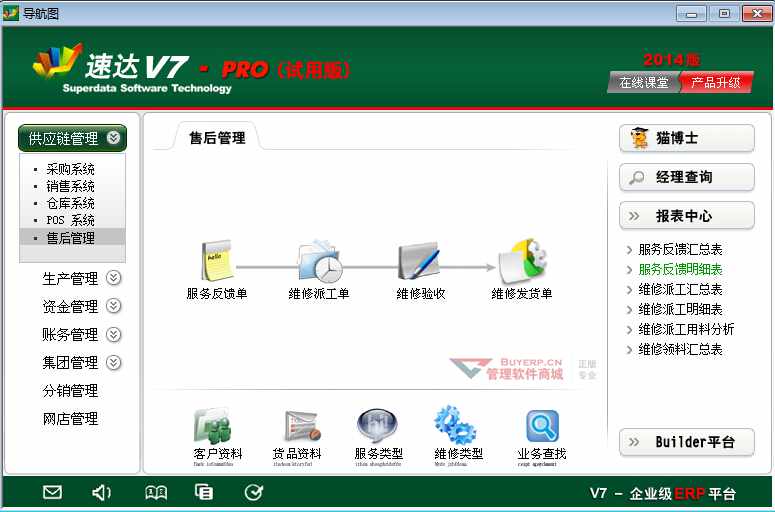 导航图
速达 V7 - PRO (试用版)
Superdata Software Technology
2014版
在线课堂
产品升级
供应链管理
采购系统
销售系统
仓库系统
POS 系统
售后管理
生产管理
资金管理
账务管理
集团管理
分销管理
网店管理
售后管理
hello
服务反馈单
维修派工单
维修验收
维修发货单
BUYERP.CN
管理软件商城
正版
专业
客户资料
货品资料
服务类型
维修类型
业务查找
猫博士
经理查询
报表中心
服务反馈汇总表
服务反馈明细表
维修派工汇总表
维修派工明细表
维修派工用料分析
维修领料汇总表
Builder平台
V7 - 企业级ERP平台